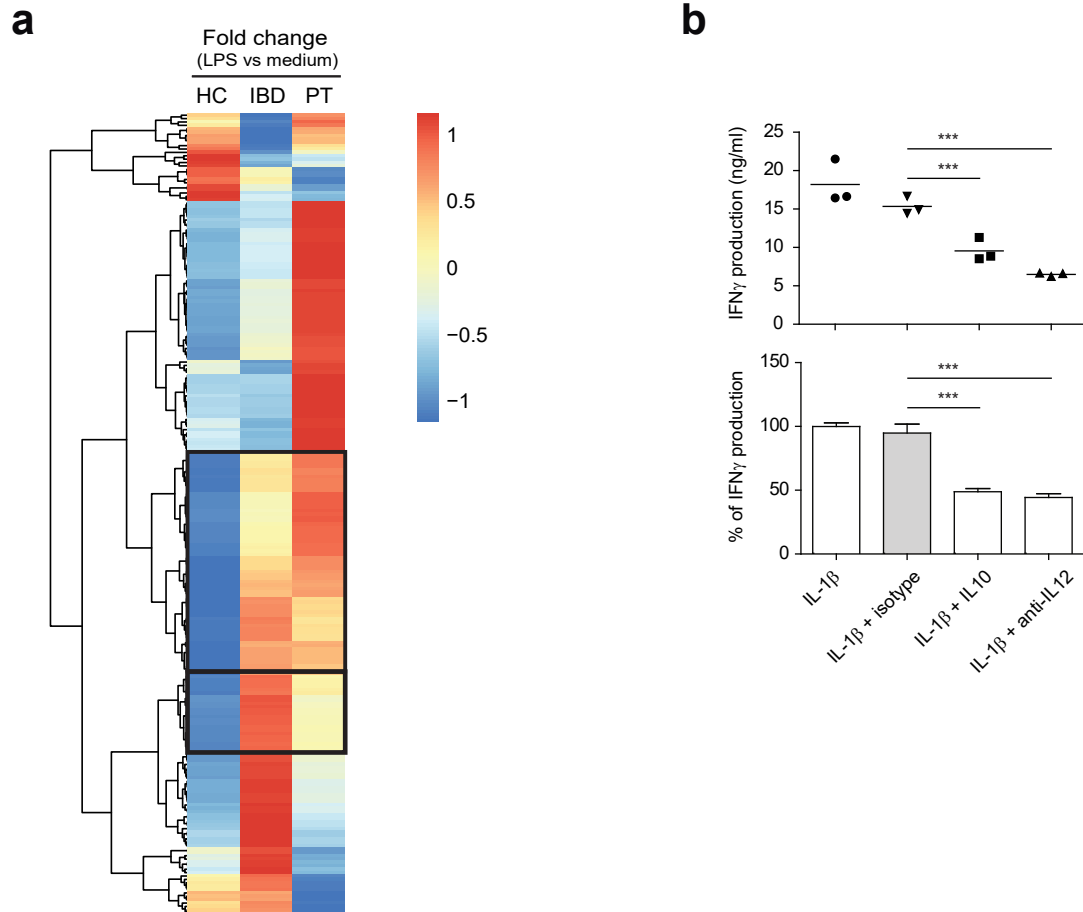 a
Fold change
(LPS vs medium)
HC IBD PT
1
0.5
0
−0.5
−1
b
IFNγ production (ng/ml)
25
20
15
10
5
0
***
***
% of IFNγ production
150
100
50
0
***
***
IL-1β
IL-1β + isotype
IL-1β + IL10
IL-1β + anti-IL12